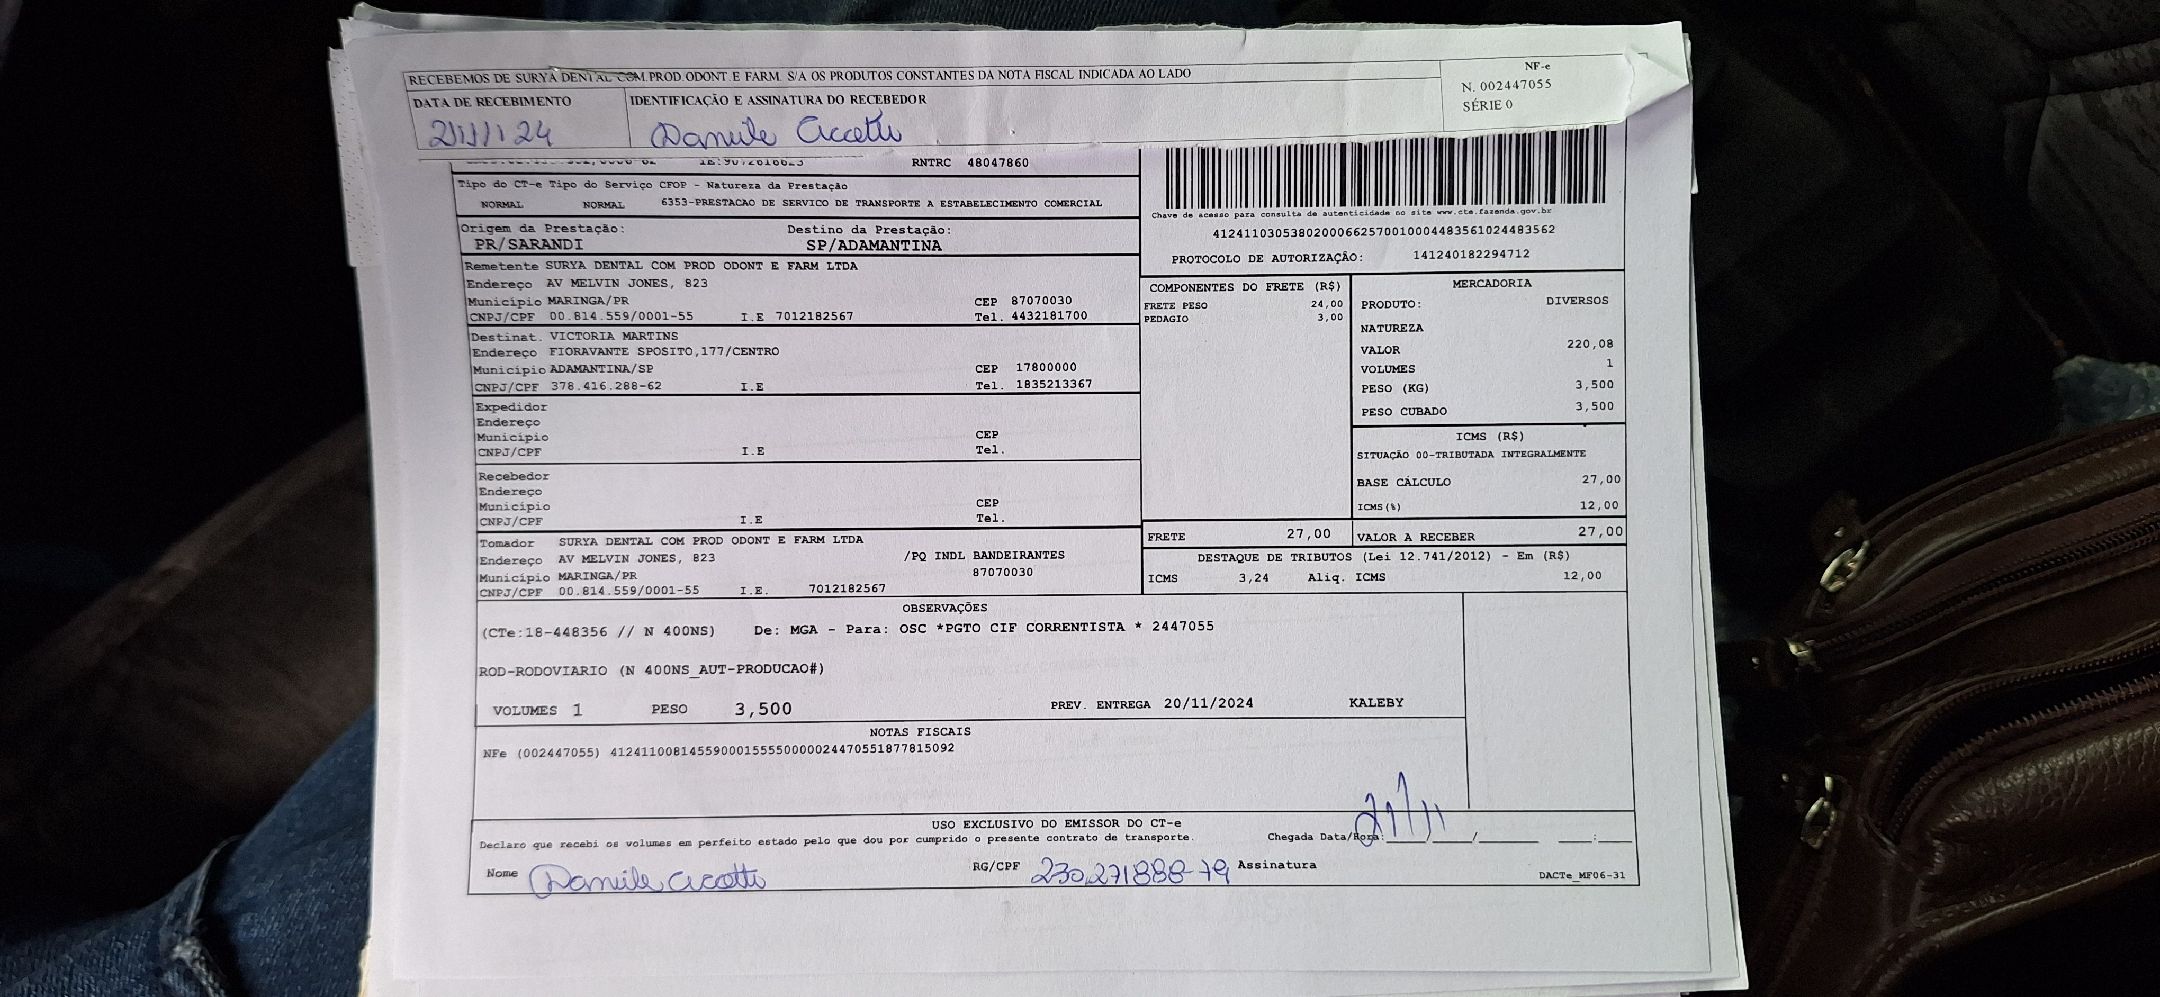 RECEBEMOS DE SURYA DENTAL COM.PROD.ODONT.E FARM. S/A OS PRODUTOS CONSTANTES DA NOTA FISCAL INDICADA AO LADO
NF-e
N. 002447055
SÉRIE 0
DATA DE RECEBIMENTO
21/11/24
IDENTIFICAÇÃO E ASSINATURA DO RECEBEDOR
RNTRC 48047860
Tipo do CT-e Tipo do Serviço CFOP - Natureza da Prestação
NORMAL NORMAL 6353-PRESTACAO DE SERVICO DE TRANSPORTE A ESTABELECIMENTO COMERCIAL
Chave de acesso para consulta de autenticidade no site www.cte.fazenda.gov.br
41241103053802000662570010004483561024483562
PROTOCOLO DE AUTORIZAÇÃO: 141240182294712
Origem da Prestação: Destino da Prestação:
PR/SARANDI SP/ADAMANTINA
Remetente SURYA DENTAL COM PROD ODONT E FARM LTDA
Endereço AV MELVIN JONES, 823
Município MARINGA/PR CEP 87070030
CNPJ/CPF 00.814.559/0001-55 I.E 7012182567 Tel. 4432181700
Destinat. VICTORIA MARTINS
Endereço FIORAVANTE SPOSITO,177/CENTRO
Município ADAMANTINA/SP CEP 17800000
CNPJ/CPF 378.416.288-62 I.E Tel. 1835213367
Expedidor
Endereço
Município CEP
CNPJ/CPF I.E Tel.
Recebedor
Endereço
Município CEP
CNPJ/CPF I.E Tel.
Tomador SURYA DENTAL COM PROD ODONT E FARM LTDA
Endereço AV MELVIN JONES, 823 /PQ INDL BANDEIRANTES
Município MARINGA/PR 87070030
CNPJ/CPF 00.814.559/0001-55 I.E. 7012182567
COMPONENTES DO FRETE (R$)
FRETE PESO 24,00
PEDAGIO 3,00
MERCADORIA
PRODUTO: DIVERSOS
NATUREZA
VALOR 220,08
VOLUMES 1
PESO (KG) 3,500
PESO CUBADO 3,500
ICMS (R$)
SITUAÇÃO 00-TRIBUTADA INTEGRALMENTE
BASE CÁLCULO 27,00
ICMS(%) 12,00
FRETE 27,00 VALOR A RECEBER 27,00
DESTAQUE DE TRIBUTOS (Lei 12.741/2012) - Em (R$)
ICMS 3,24 Aliq. ICMS 12,00
OBSERVAÇÕES
(CTe:18-448356 // N 400NS) De: MGA - Para: OSC *PGTO CIF CORRENTISTA * 2447055
ROD-RODOVIARIO (N 400NS_AUT-PRODUCAO#)
VOLUMES 1 PESO 3,500 PREV. ENTREGA 20/11/2024 KALEBY
NOTAS FISCAIS
NFe (002447055) 41241100814559000155550000024470551877815092
USO EXCLUSIVO DO EMISSOR DO CT-e
Declaro que recebi os volumes em perfeito estado pelo que dou por cumprido o presente contrato de transporte. Chegada Data/Hora: 21/11
Nome RG/CPF 230.271888-79 Assinatura
DACTe_MF06-31